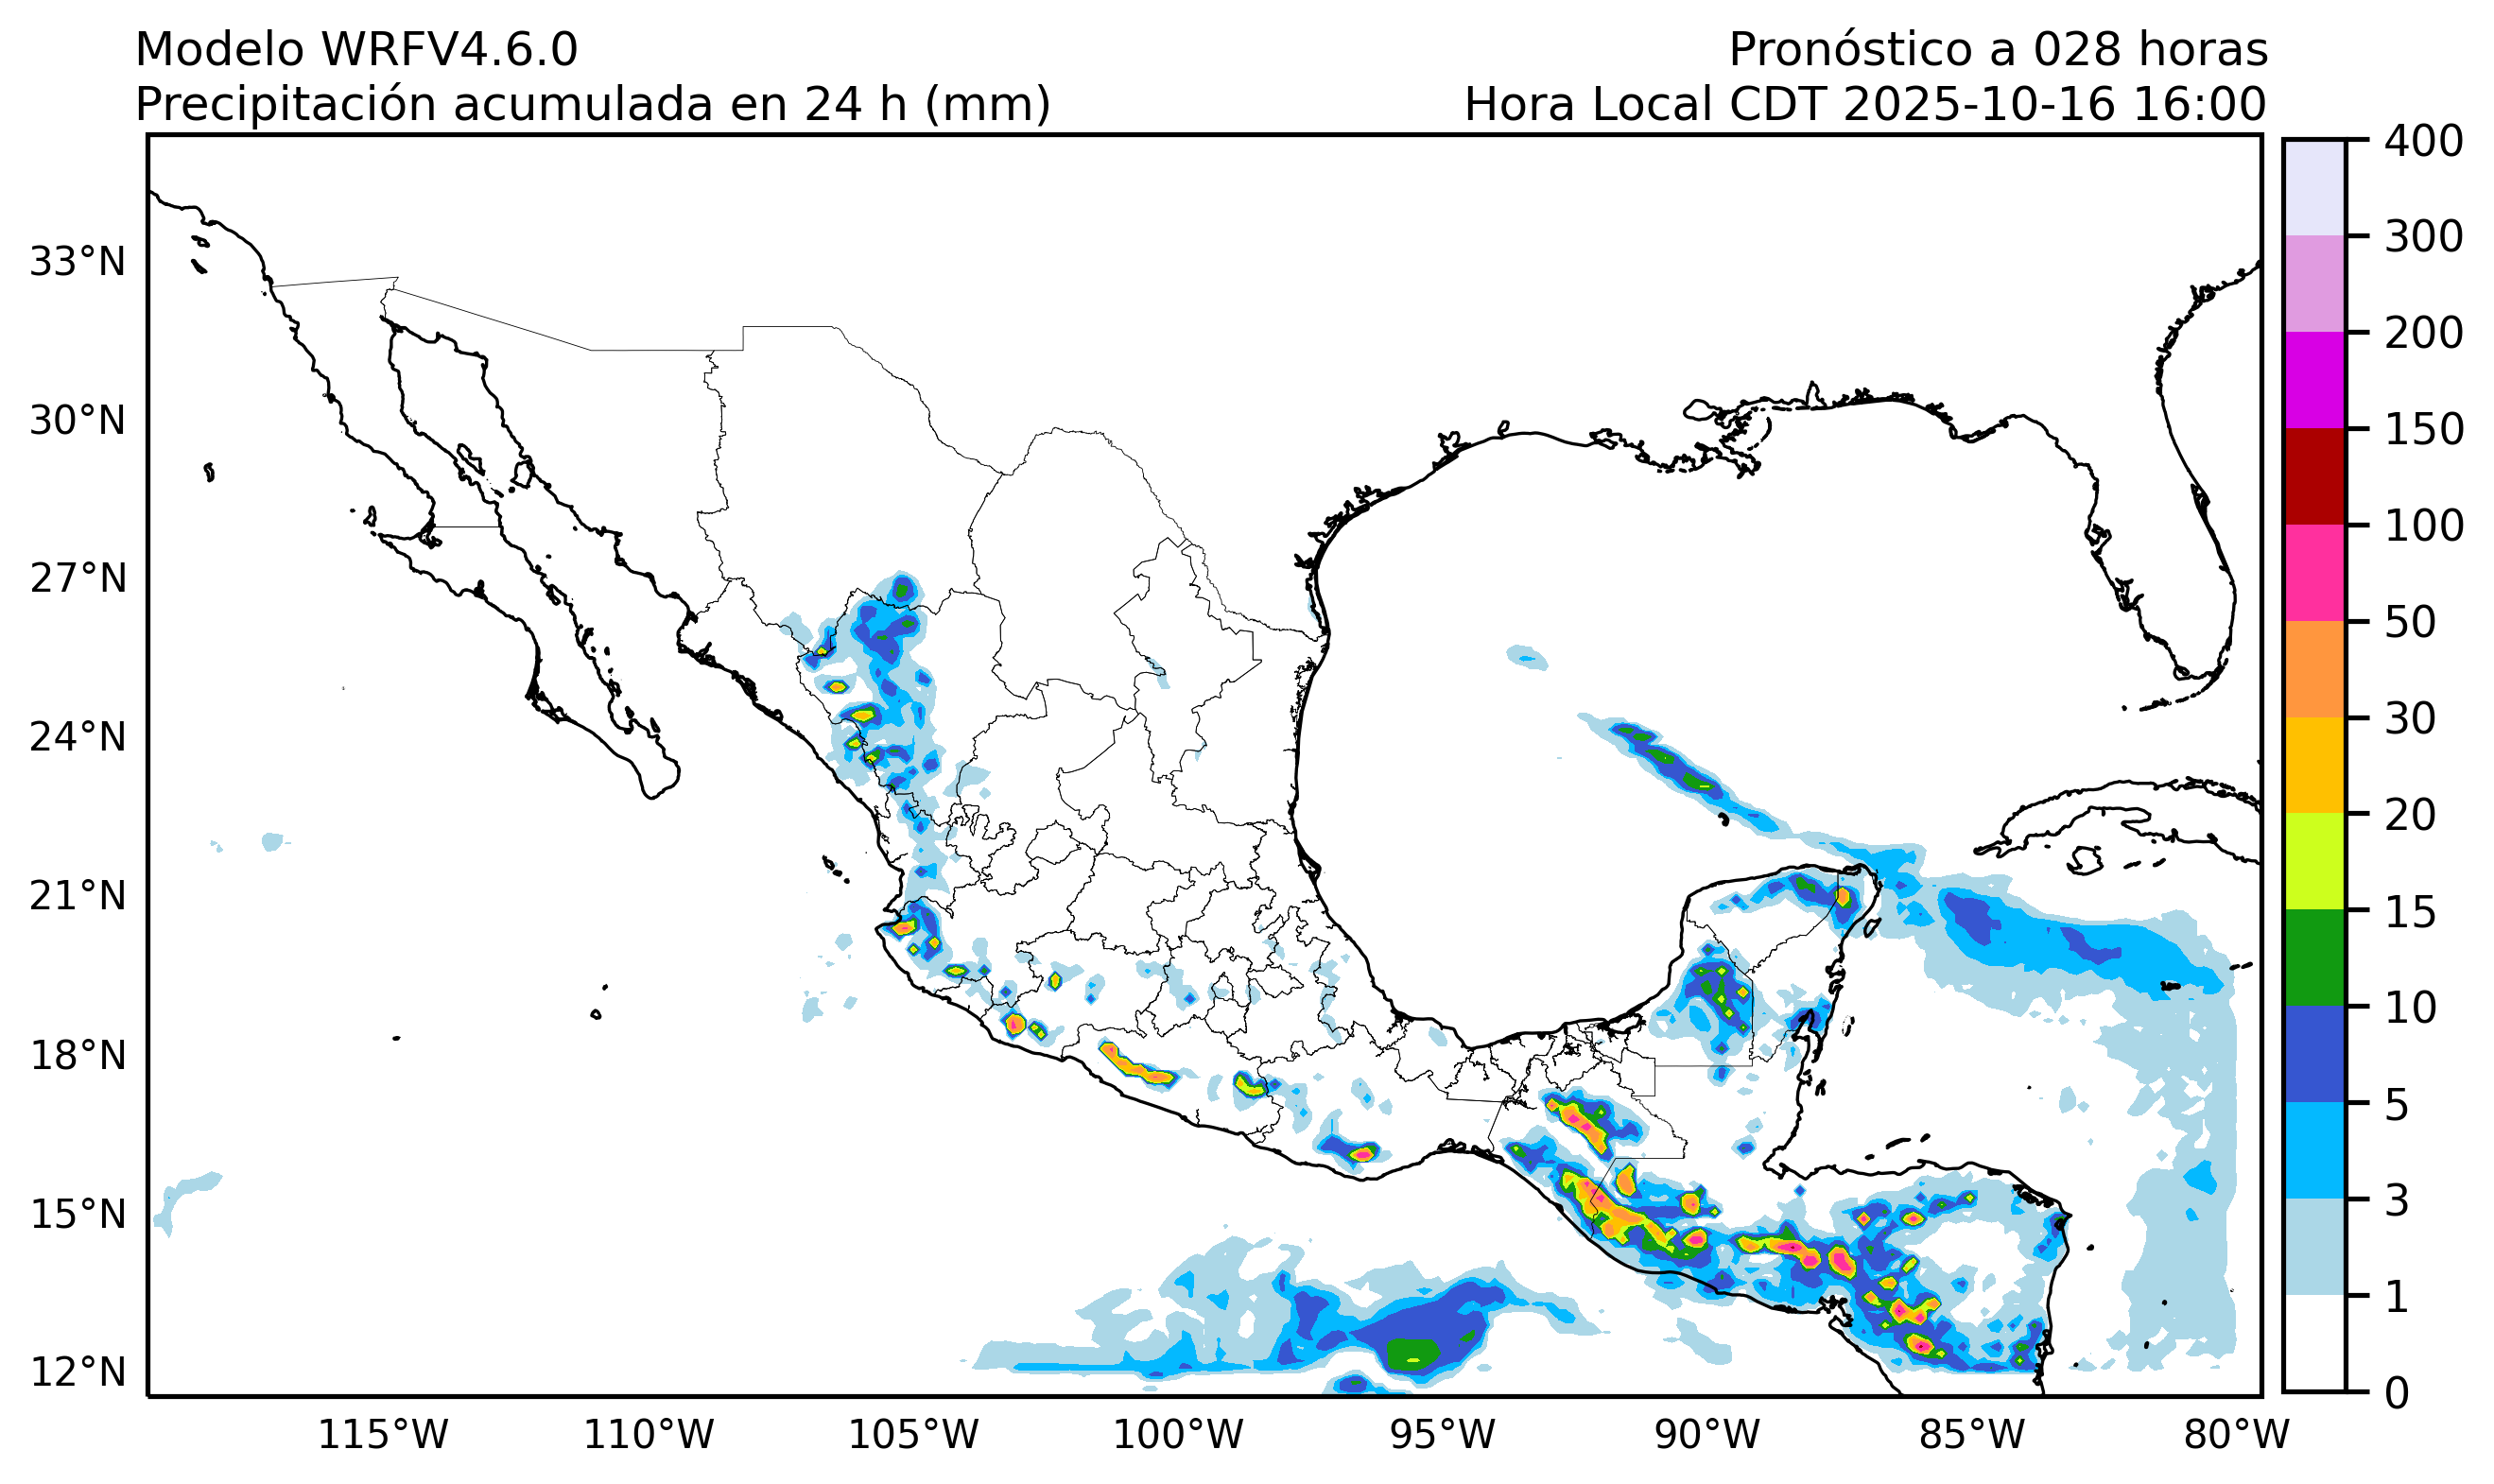 Modelo WRFV4.6.0
Pronóstico a 028 horas
Precipitación acumulada en 24 h (mm)
Hora Local CDT 2025-10-16 16:00
400
300
200
150
100
50
30
20
15
10
5
3
1
0
33°N
30°N
27°N
24°N
21°N
18°N
15°N
12°N
115°W
110°W
105°W
100°W
95°W
90°W
85°W
80°W